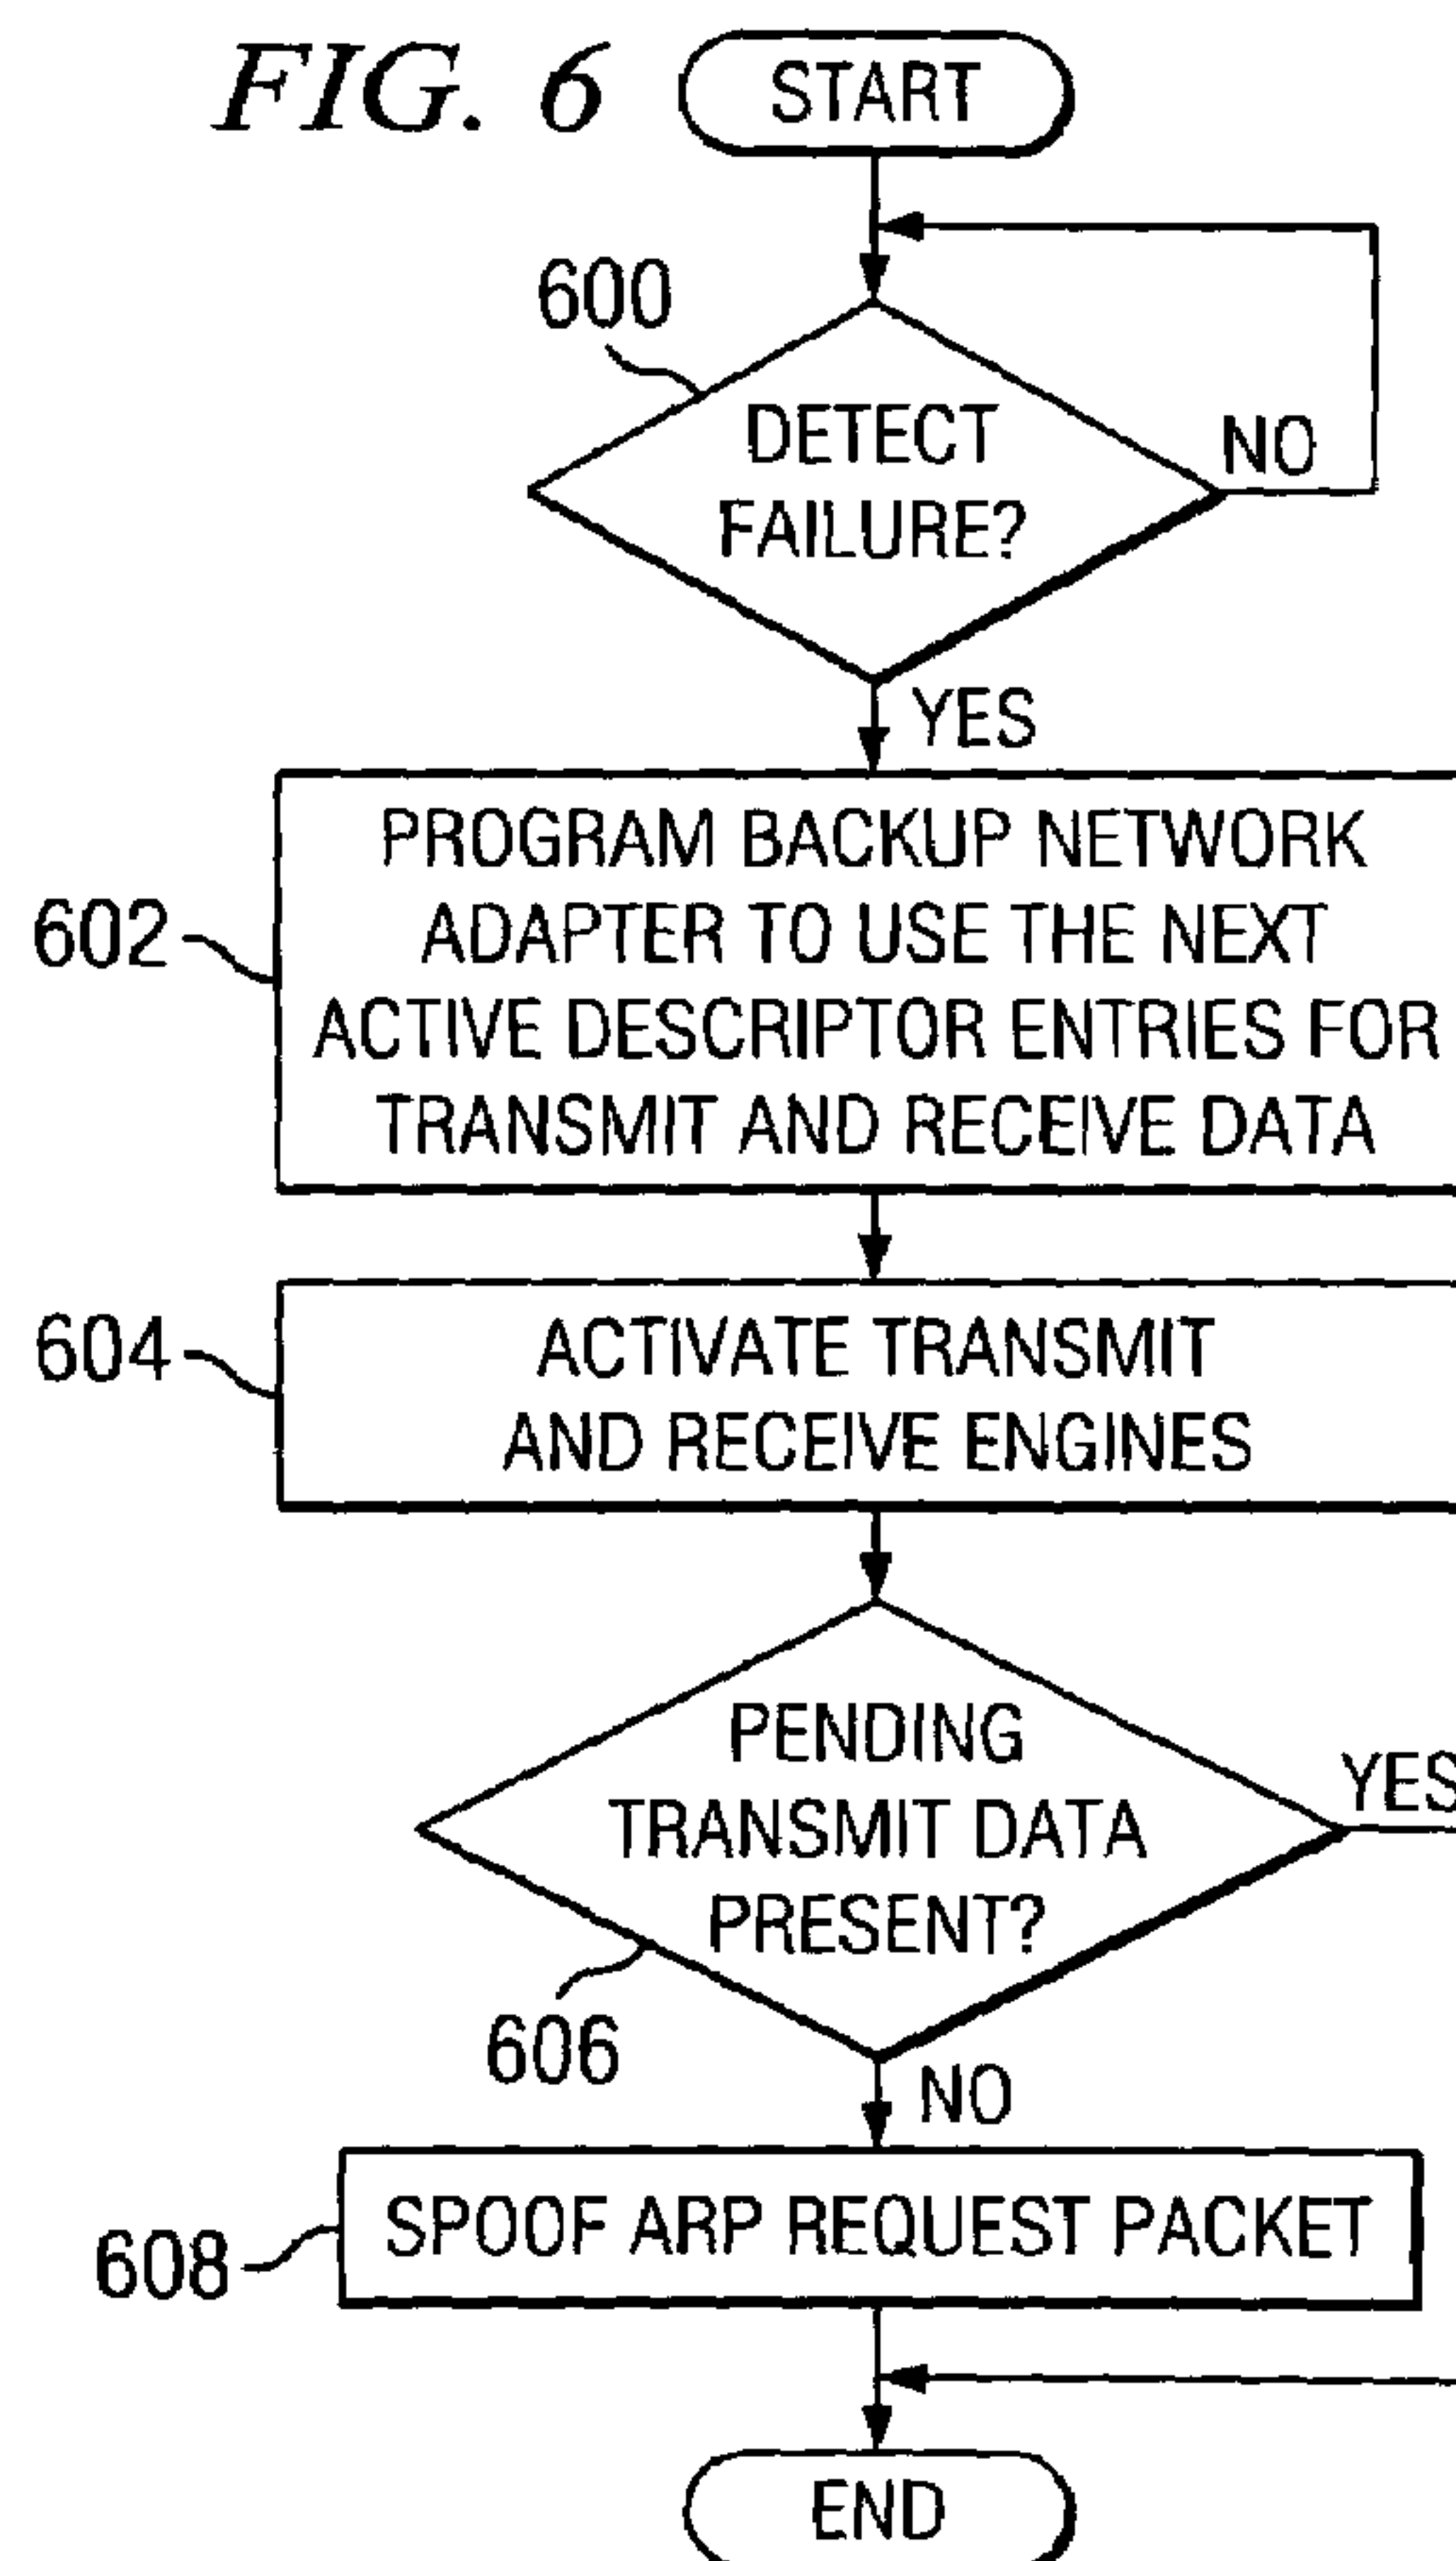 FIG. 6
START
600
DETECT
FAILURE?
NO
YES
602
PROGRAM BACKUP NETWORK
ADAPTER TO USE THE NEXT
ACTIVE DESCRIPTOR ENTRIES FOR
TRANSMIT AND RECEIVE DATA
604
ACTIVATE TRANSMIT
AND RECEIVE ENGINES
PENDING
TRANSMIT DATA
PRESENT?
YES
606
NO
608
SPOOF ARP REQUEST PACKET
END